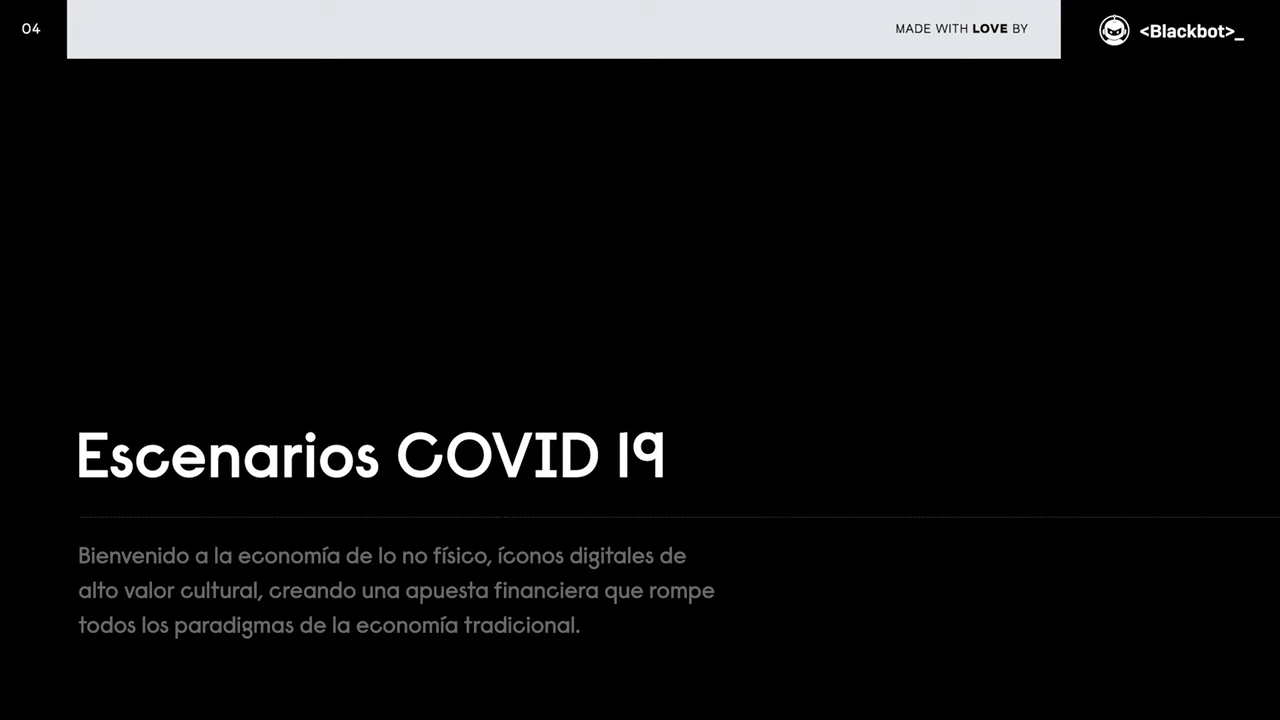 04
MADE WITH LOVE BY
<Blackbot>_
Escenarios COVID 19
Bienvenido a la economía de lo no físico, íconos digitales de
alto valor cultural, creando una apuesta financiera que rompe
todos los paradigmas de la economía tradicional.